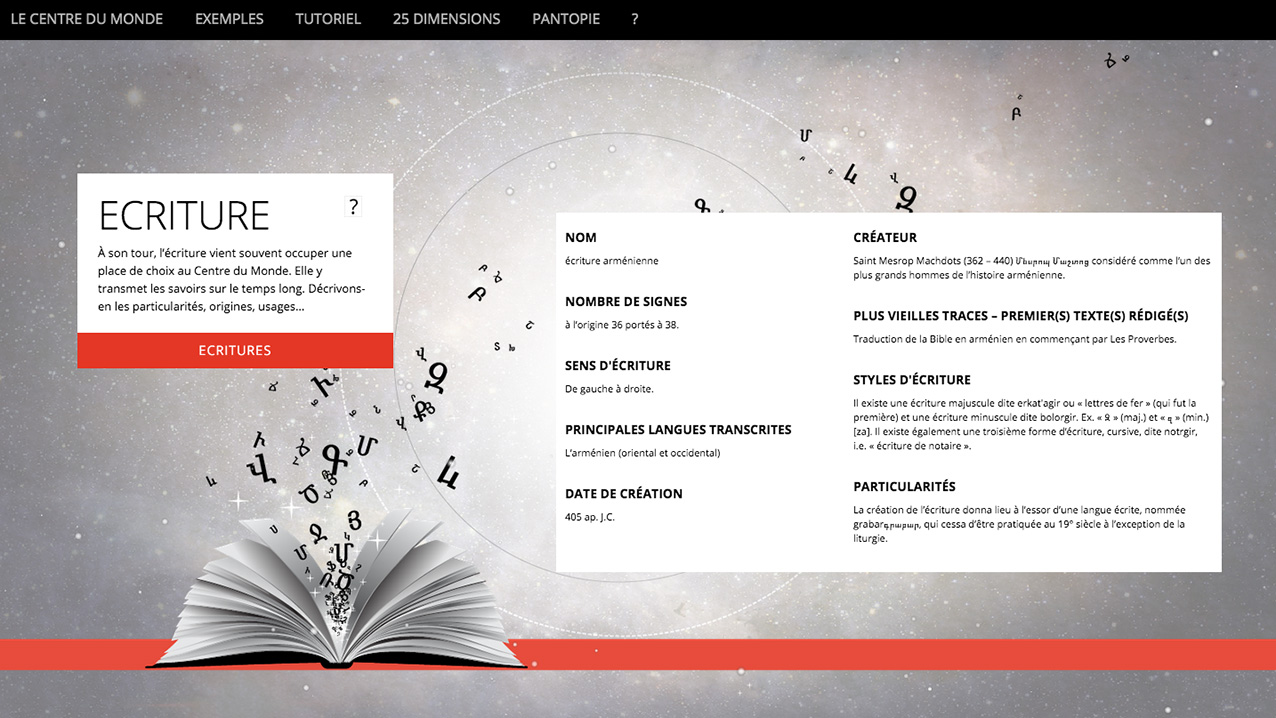 LE CENTRE DU MONDE EXEMPLES TUTORIEL 25 DIMENSIONS PANTOPIE ?
ECRITURE ?
À son tour, l'écriture vient souvent occuper une
place de choix au Centre du Monde. Elle y
transmet les savoirs sur le temps long. Décrivons-
en les particularités, origines, usages...
ECRITURES
NOM
écriture arménienne
NOMBRE DE SIGNES
à l'origine 36 portés à 38.
SENS D'ÉCRITURE
De gauche à droite.
PRINCIPALES LANGUES TRANSCRITES
L'arménien (oriental et occidental)
DATE DE CRÉATION
405 ap. J.C.
CRÉATEUR
Saint Mesrop Machdots (362 – 440) Մեսրոպ Մաշտոց considéré comme l'un des
plus grands hommes de l'histoire arménienne.
PLUS VIEILLES TRACES – PREMIER(S) TEXTE(S) RÉDIGÉ(S)
Traduction de la Bible en arménien en commençant par Les Proverbes.
STYLES D'ÉCRITURE
Il existe une écriture majuscule dite erkat'agir ou « lettres de fer » (qui fut la
première) et une écriture minuscule dite bolorgir. Ex. « Զ » (maj.) et « զ » (min.)
[za]. Il existe également une troisième forme d'écriture, cursive, dite notrgir,
i.e. « écriture de notaire ».
PARTICULARITÉS
La création de l'écriture donna lieu à l'essor d'une langue écrite, nommée
grabarգրաբար, qui cessa d'être pratiquée au 19e siècle à l'exception de la
liturgie.